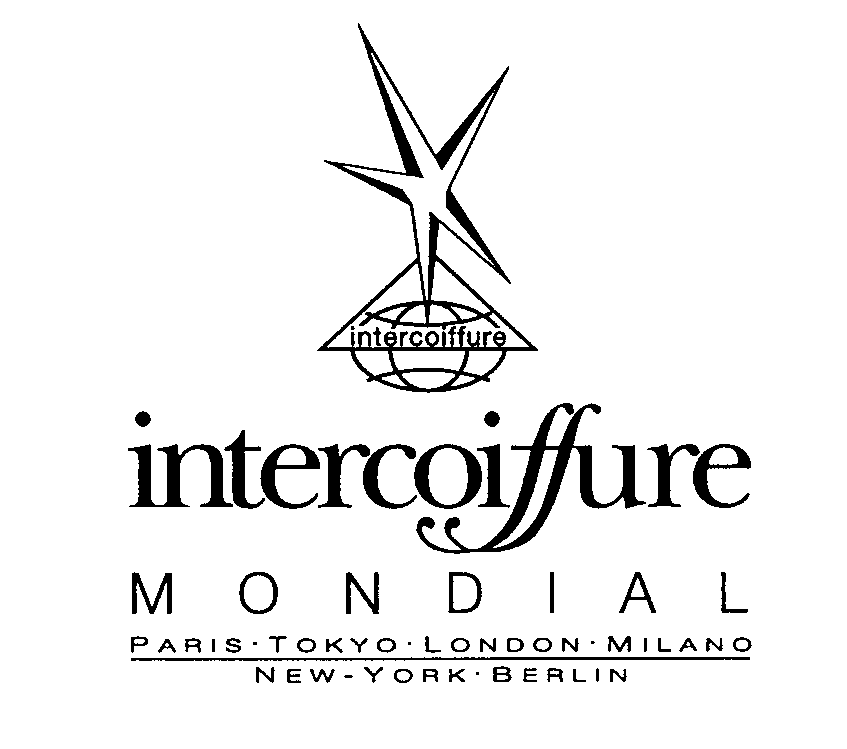 intercoiffure
intercoiffure
MONDIAL
PARIS·TOKYO·LONDON·MILANO
NEW-YORK·BERLIN